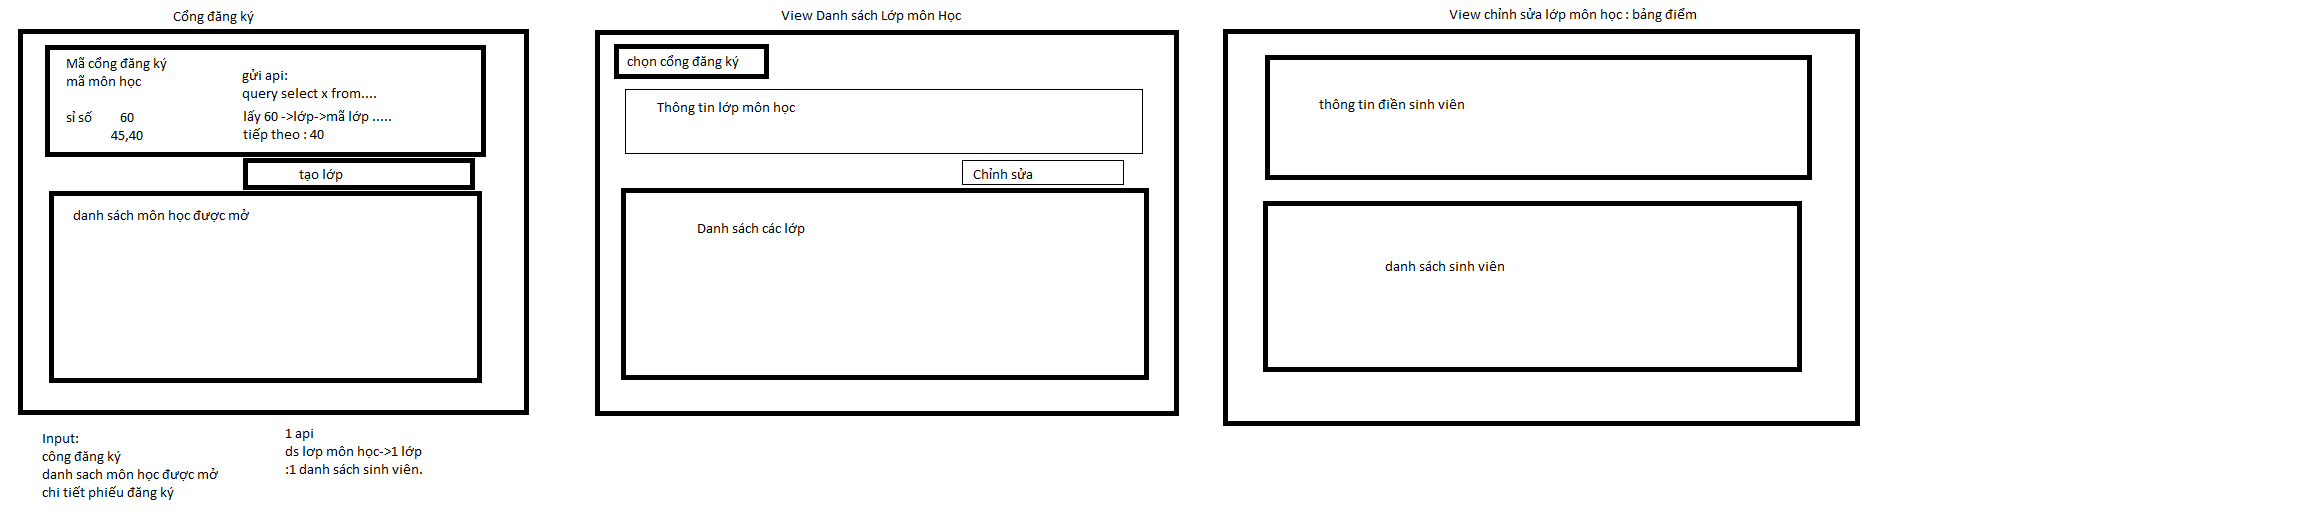 Cổng đăng ký
Mã cổng đăng ký
mã môn học
sỉ số 60
45,40
gửi api:
query select x from....
lấy 60 ->lớp->mã lớp .....
tiếp theo : 40
tạo lớp
danh sách môn học được mở
Input:
công đăng ký
danh sach môn học được mở
chi tiết phiếu đăng ký
1 api
ds lơp môn học->1 lớp
:1 danh sách sinh viên.
View Danh sách Lớp môn Học
chọn cổng đăng ký
Thông tin lớp môn học
Chỉnh sửa
Danh sách các lớp
View chỉnh sửa lớp môn học : bảng điểm
thông tin điền sinh viên
danh sách sinh viên